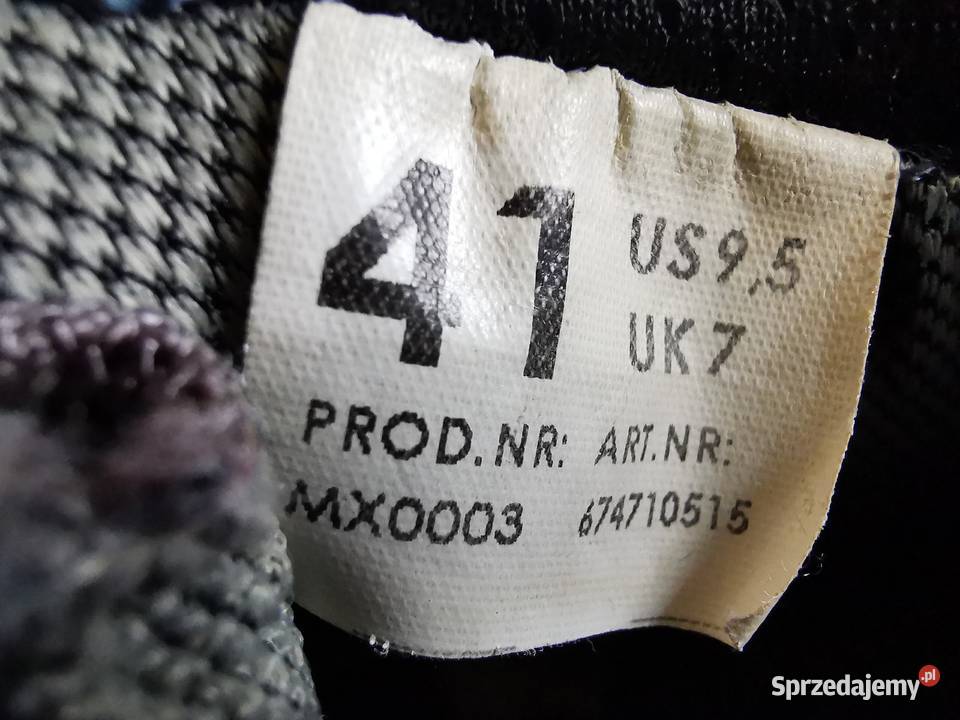 41
US9,5
UK7
PROD.NR: ART.NR:
MX0003 674710515
Sprzedajemy.pl